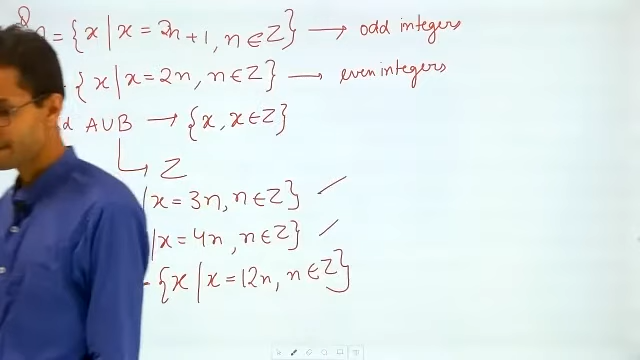 = {x | x = 2n+1, n ∈ Z} → odd integers
{x | x = 2n, n ∈ Z} → even integers
A∪B → {x, x ∈ Z}
↳ Z
| x = 3n, n ∈ Z}
| x = 4n, n ∈ Z}
{x | x = 12n, n ∈ Z}